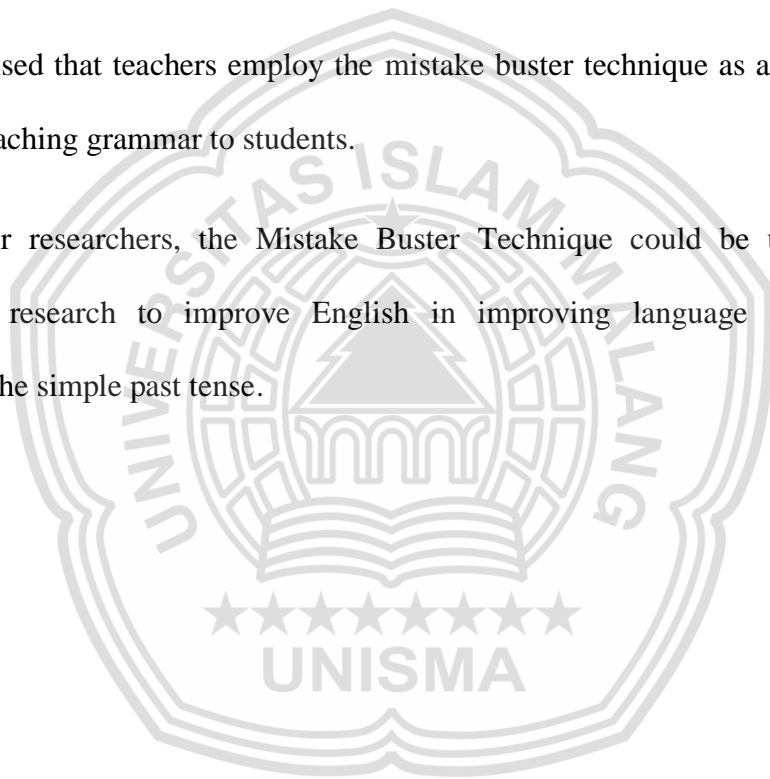 ised that teachers employ the mistake buster technique as a
aching grammar to students.
r researchers, the Mistake Buster Technique could be u
research to improve English in improving language
he simple past tense.
UNIVERSITAS ISLAM MALANG
UNISMA